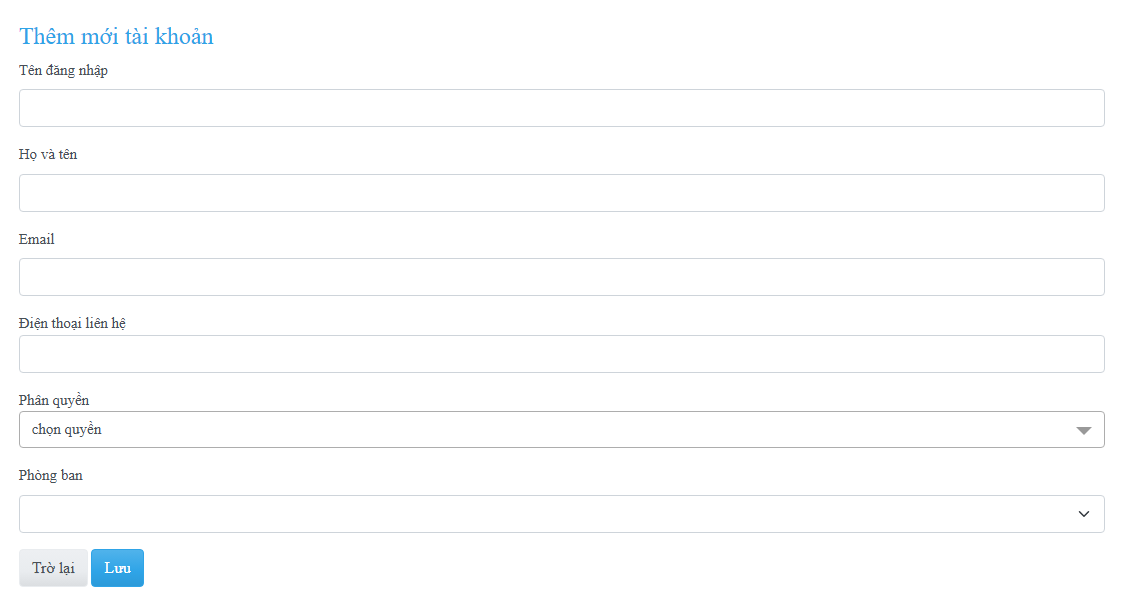 Thêm mới tài khoản
Tên đăng nhập
Họ và tên
Email
Điện thoại liên hệ
Phân quyền
chọn quyền
Phòng ban
Trở lại
Lưu